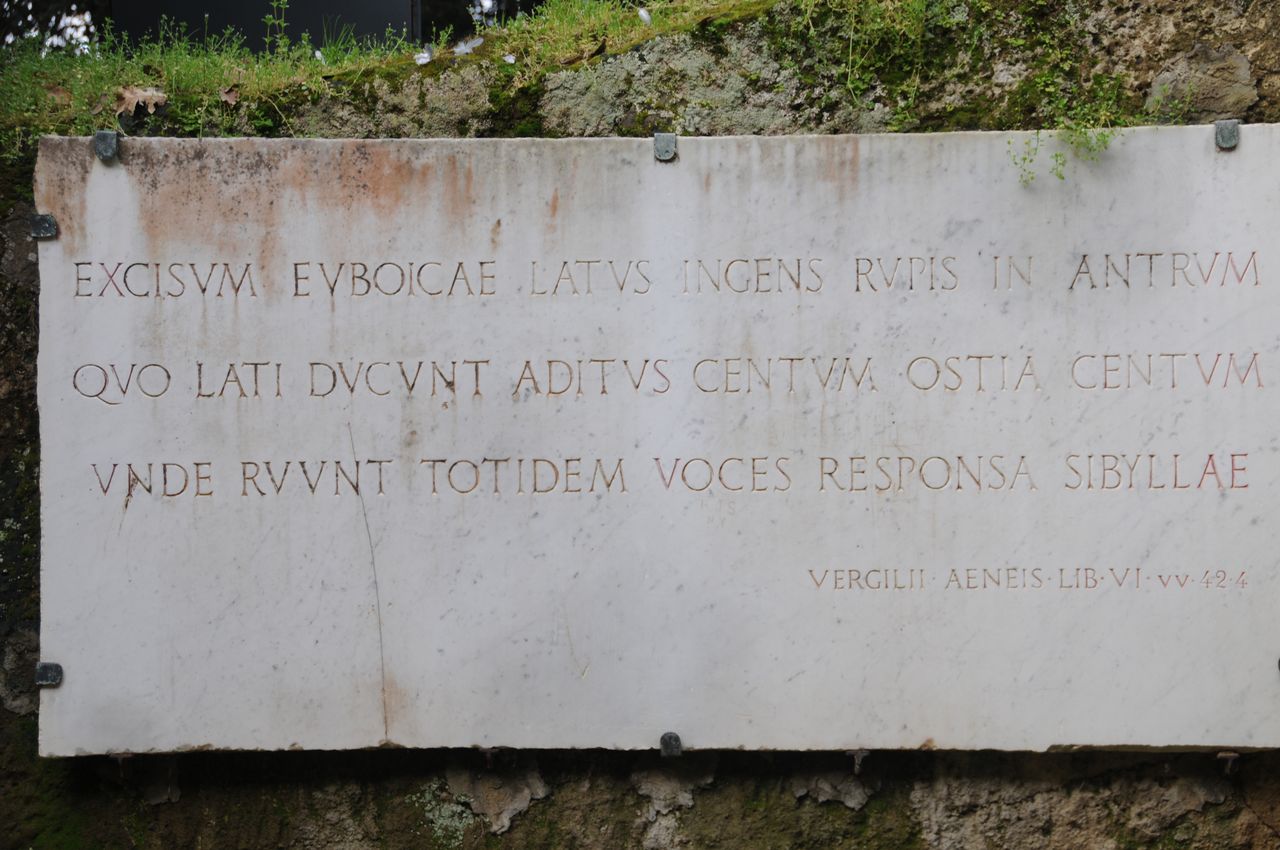 EXCISVM EVBOICAE LATVS INGENS RVPIS IN ANTRVM
QVO LATI DVCVNT ADITVS CENTVM OSTIA CENTVM
VNDE RVVNT TOTIDEM VOCES RESPONSA SIBYLLAE
VERGILII · AENEIS · LIB · VI · vv · 42·4